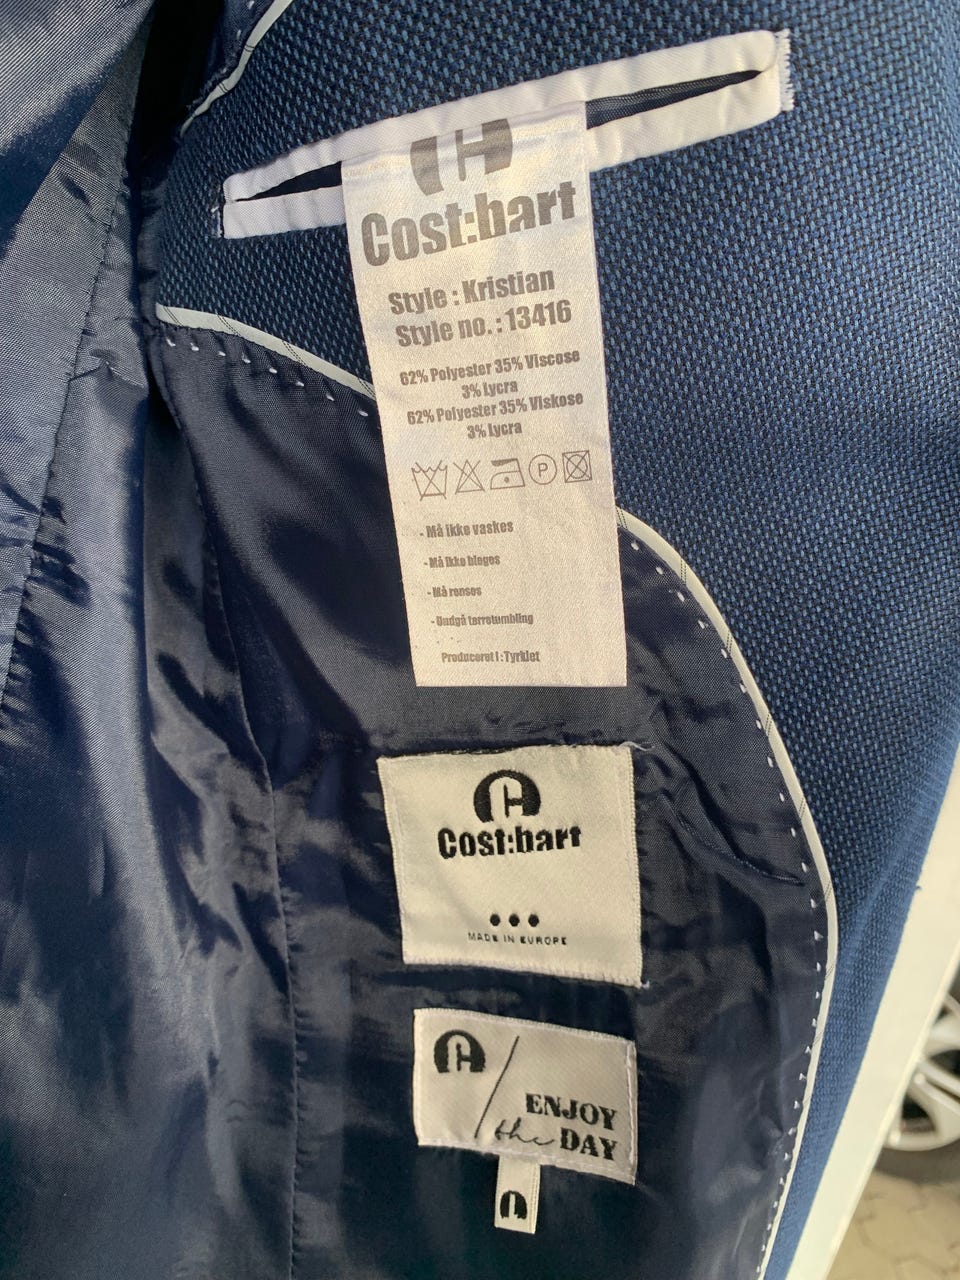 Cost:bart
Style : Kristian
Style no. : 13416
62% Polyester 35% Viscose
3% Lycra
62% Polyester 35% Viskose
3% Lycra
P
- Må ikke vaskes
- Må ikke bleges
- Må renses
- Undgå tørretumbling
Produceret i : Tyrkiet
Cost:bart
MADE IN EUROPE
ENJOY
the DAY